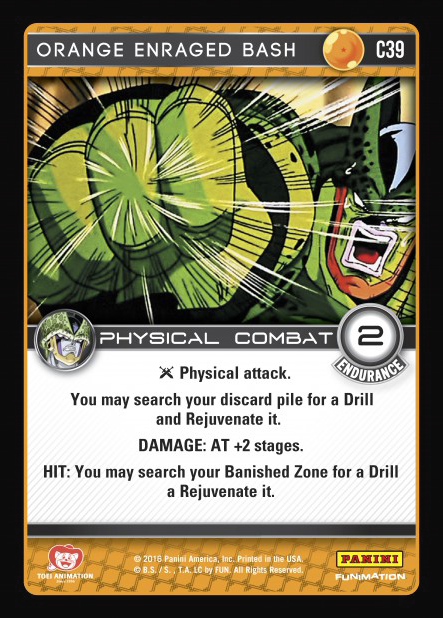 ORANGE ENRAGED BASH C39
PHYSICAL COMBAT 2
ENDURANCE
Physical attack.
You may search your discard pile for a Drill
and Rejuvenate it.
DAMAGE: AT +2 stages.
HIT: You may search your Banished Zone for a Drill
a Rejuvenate it.
TOEI ANIMATION
© 2016 Panini America, Inc. Printed in the USA.
© B.S. / S. , T.A. LC by FUN. All Rights Reserved.
PANINI
FUNIMATION